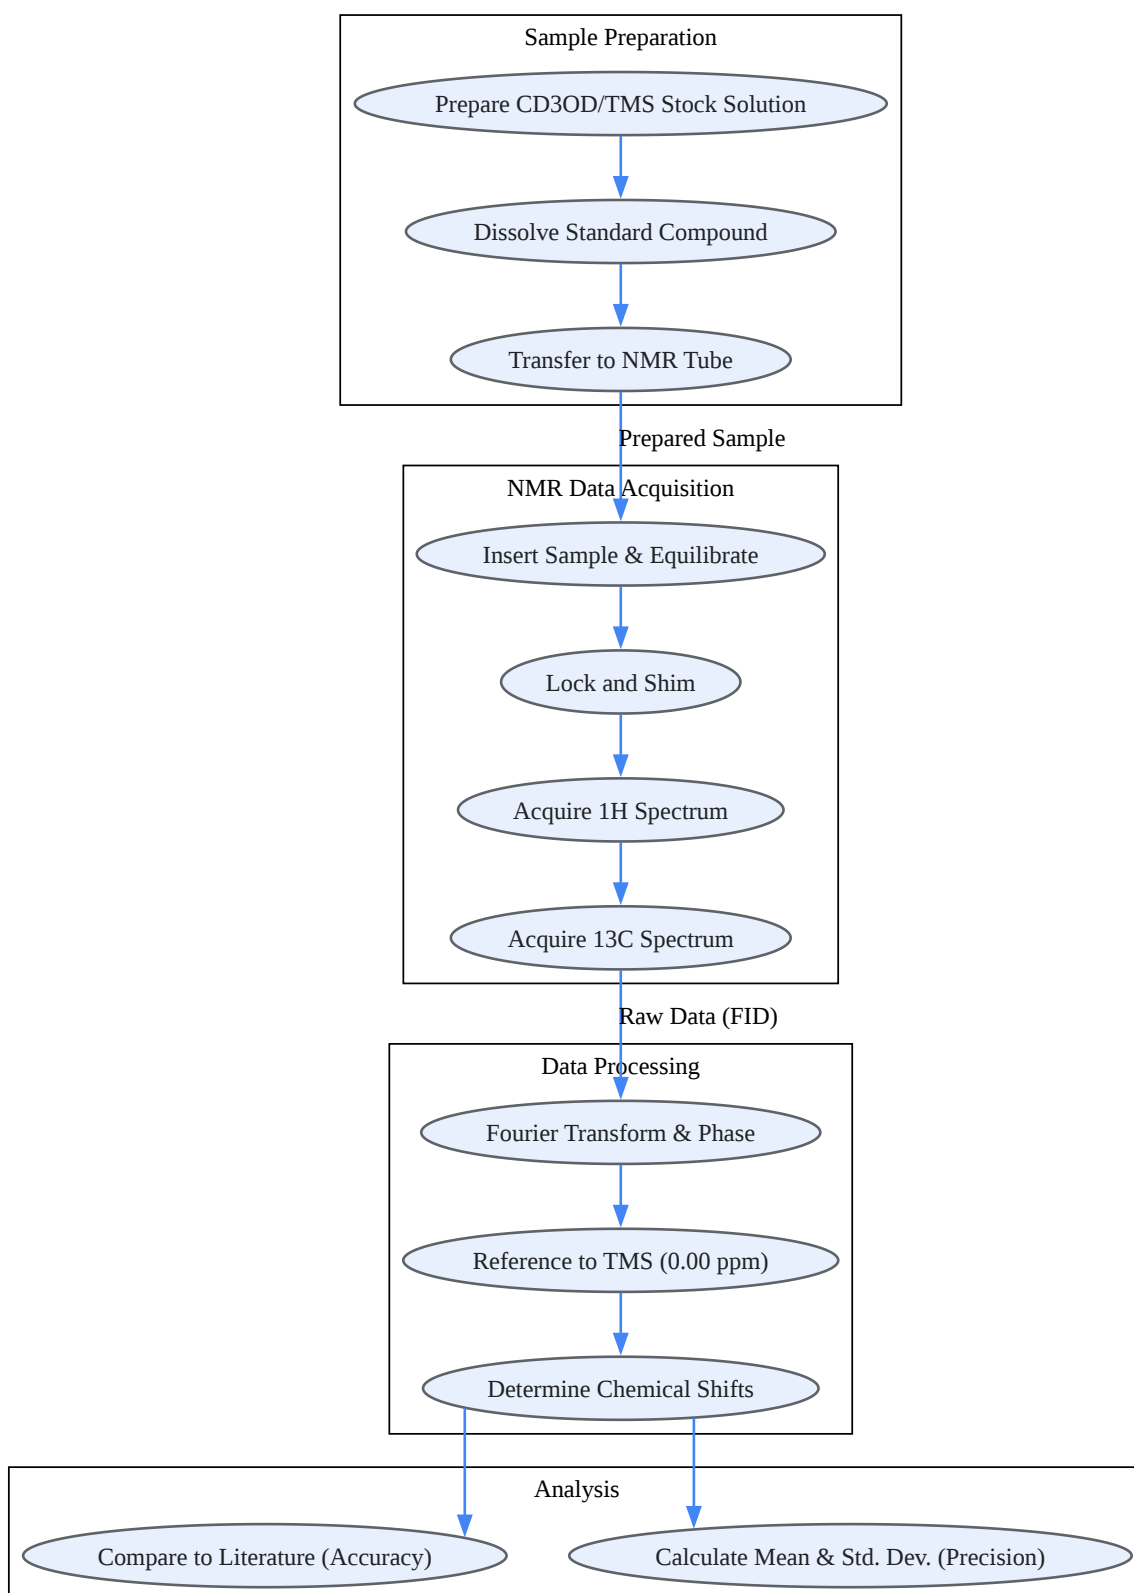 Sample Preparation
Prepare CD3OD/TMS Stock Solution
Dissolve Standard Compound
Transfer to NMR Tube
Prepared Sample
NMR Data Acquisition
Insert Sample & Equilibrate
Lock and Shim
Acquire 1H Spectrum
Acquire 13C Spectrum
Raw Data (FID)
Data Processing
Fourier Transform & Phase
Reference to TMS (0.00 ppm)
Determine Chemical Shifts
Analysis
Compare to Literature (Accuracy)
Calculate Mean & Std. Dev. (Precision)